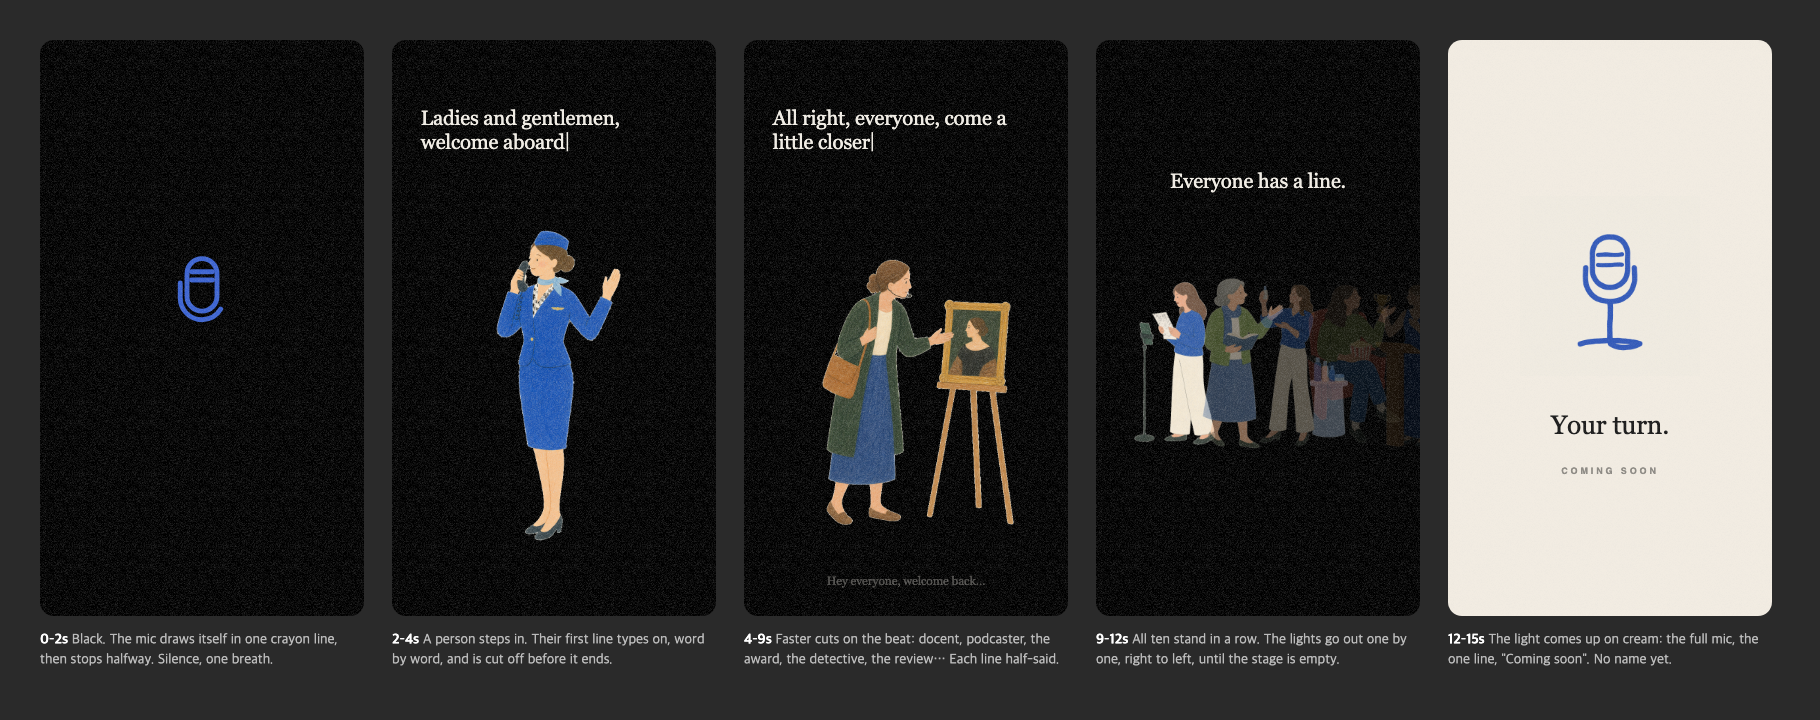 Ladies and gentlemen,
welcome aboard|
All right, everyone, come a
little closer|
Hey everyone, welcome back...
Everyone has a line.
Your turn.
COMING SOON
0-2s Black. The mic draws itself in one crayon line,
then stops halfway. Silence, one breath.
2-4s A person steps in. Their first line types on, word
by word, and is cut off before it ends.
4-9s Faster cuts on the beat: docent, podcaster, the
award, the detective, the review··· Each line half-said.
9-12s All ten stand in a row. The lights go out one by
one, right to left, until the stage is empty.
12-15s The light comes up on cream: the full mic, the
one line, "Coming soon". No name yet.